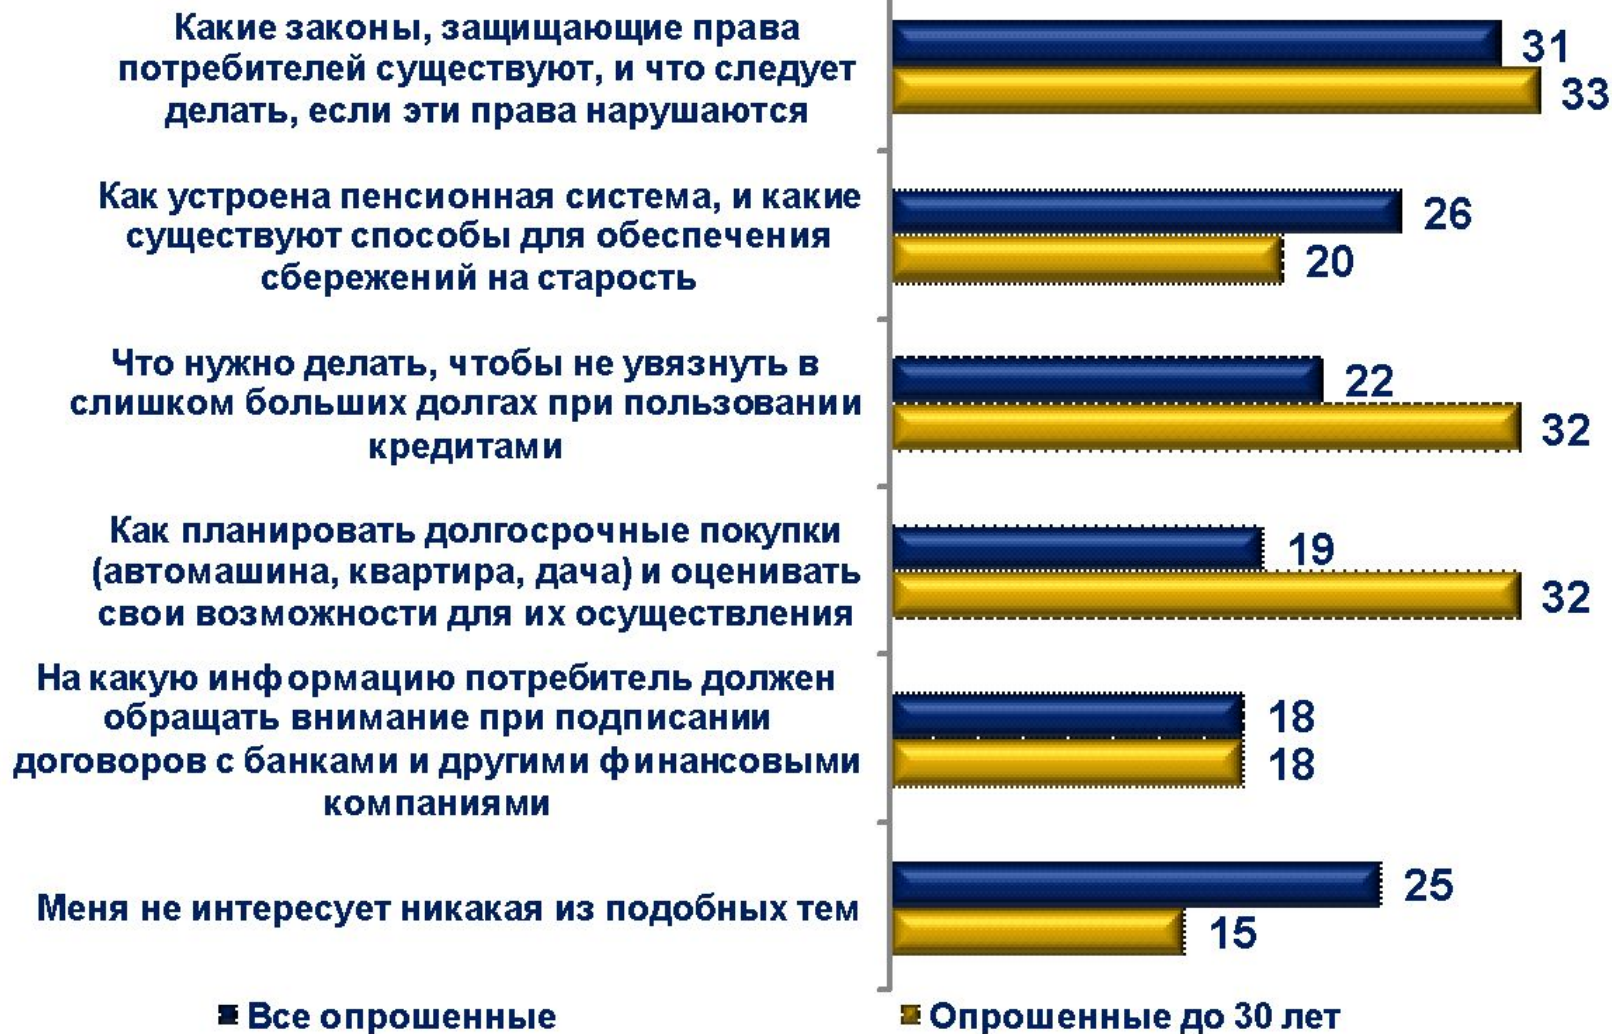 Какие законы, защищающие права
потребителей существуют, и что следует
делать, если эти права нарушаются
31
33
Как устроена пенсионная система, и какие
существуют способы для обеспечения
сбережений на старость
26
20
Что нужно делать, чтобы не увязнуть в
слишком больших долгах при пользовании
кредитами
22
32
Как планировать долгосрочные покупки
(автомашина, квартира, дача) и оценивать
свои возможности для их осуществления
19
32
На какую информацию потребитель должен
обращать внимание при подписании
договоров с банками и другими финансовыми
компаниями
18
18
Меня не интересует никакая из подобных тем
25
15
Все опрошенные
Опрошенные до 30 лет